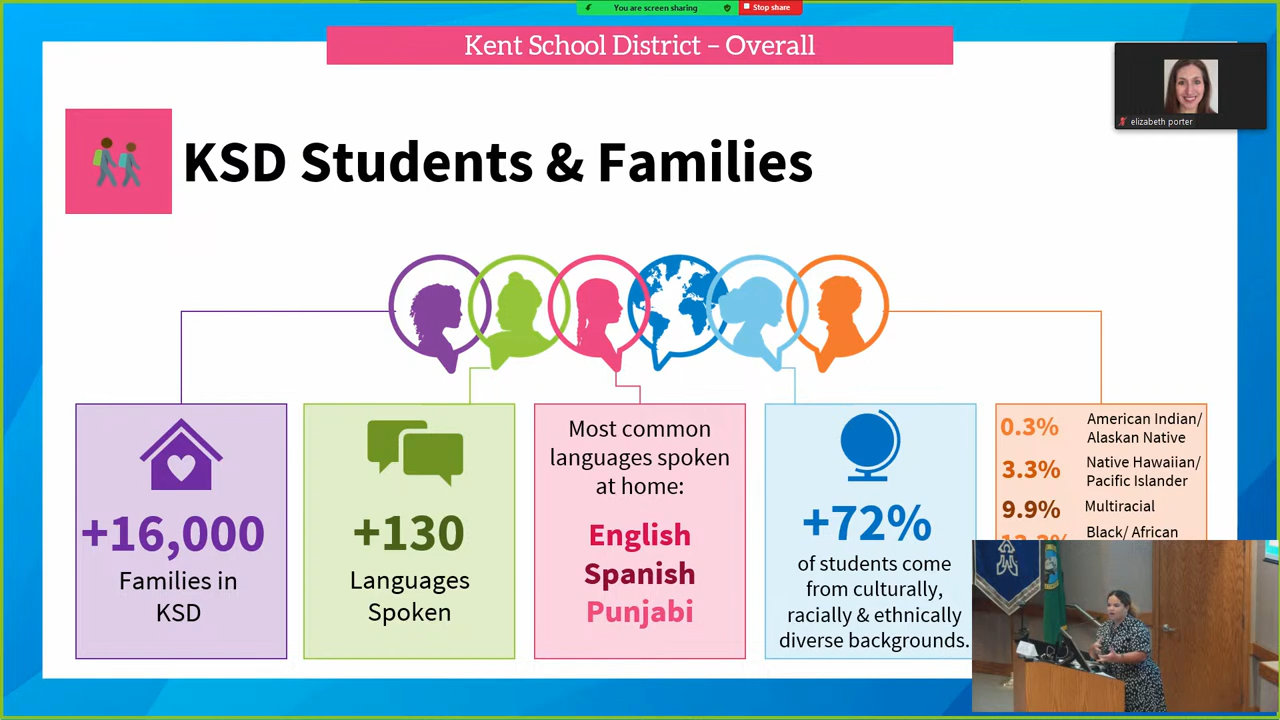 You are screen sharing
Stop share
Kent School District – Overall
elizabeth porter
KSD Students & Families
+16,000
Families in
KSD
+130
Languages
Spoken
Most common
languages spoken
at home:
English
Spanish
Punjabi
+72%
of students come
from culturally,
racially & ethnically
diverse backgrounds.
0.3% American Indian/
Alaskan Native
3.3% Native Hawaiian/
Pacific Islander
9.9% Multiracial
Black/ African